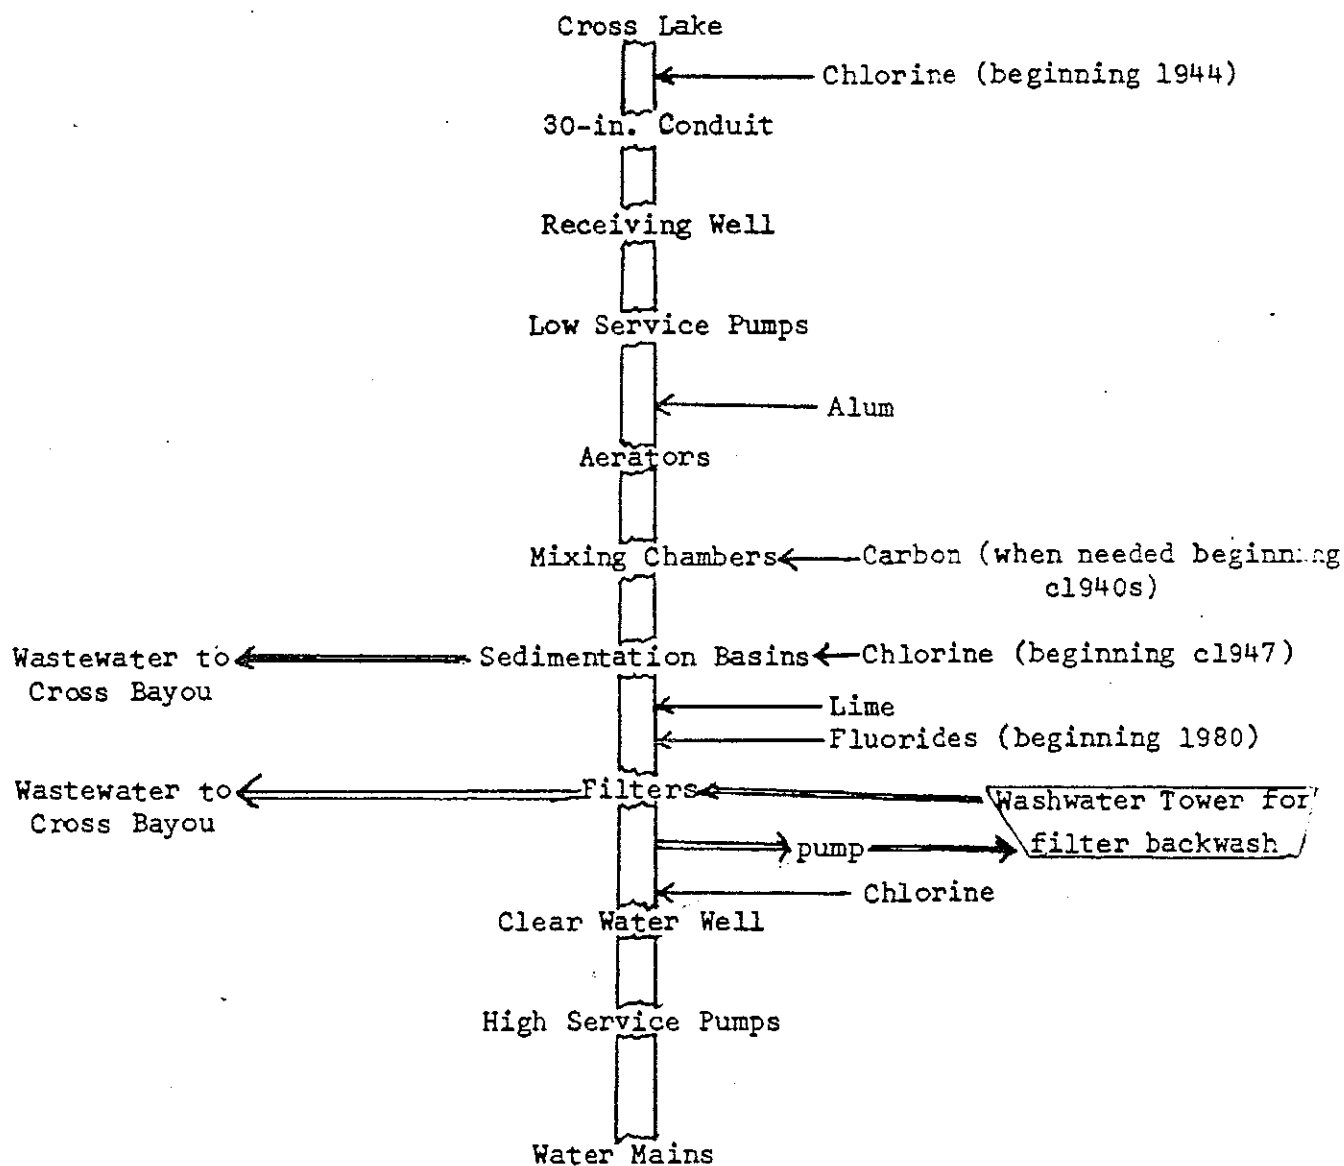 Cross Lake
Chlorine (beginning 1944)
30-in. Conduit
Receiving Well
Low Service Pumps
Alum
Aerators
Mixing Chambers
Carbon (when needed beginning
c1940s)
Wastewater to
Cross Bayou
Sedimentation Basins
Chlorine (beginning c1947)
Lime
Fluorides (beginning 1980)
Wastewater to
Cross Bayou
Filters
Washwater Tower for
filter backwash
pump
Chlorine
Clear Water Well
High Service Pumps
Water Mains